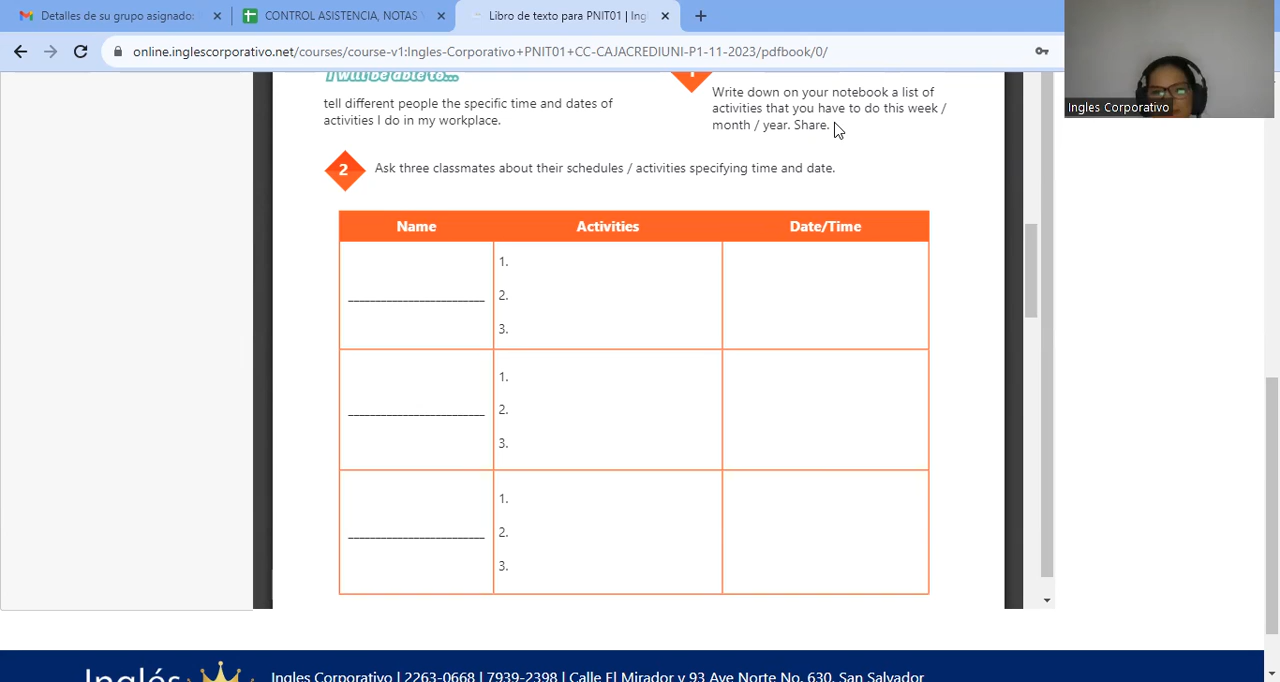 Detalles de su grupo asignado:
CONTROL ASISTENCIA, NOTAS Y
Libro de texto para PNIT01 | Ing
online.inglescorporativo.net/courses/course-v1:Ingles-Corporativo+PNIT01+CC-CAJACREDIUNI-P1-11-2023/pdfbook/0/
Ingles Corporativo
I will be able to...
tell different people the specific time and dates of
activities I do in my workplace.
1
Write down on your notebook a list of
activities that you have to do this week /
month / year. Share.
2
Ask three classmates about their schedules / activities specifying time and date.
Name Activities Date/Time
1.
2.
3.
1.
2.
3.
1.
2.
3.
Inglés
Ingles Corporativo | 2263-0668 | 7939-2398 | Calle El Mirador y 93 Ave Norte No. 630, San Salvador